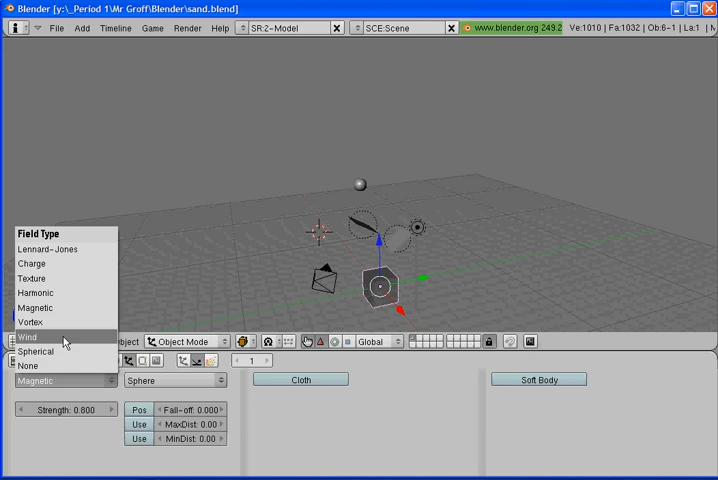 Blender [y:\_Period 1\Mr Groff\Blender\sand.blend]
File Add Timeline Game Render Help SR:2-Model SCE:Scene www.blender.org 249.2 Ve:1010 | Fa:1032 | Ob:6-1 | La:1 | M
Field Type
Lennard-Jones
Charge
Texture
Harmonic
Magnetic
Vortex
Wind
Spherical
None
bject Object Mode Global
1
Magnetic Sphere Cloth Soft Body
Strength: 0.800 Pos Fall-off: 0.000
Use MaxDist: 0.00
Use MinDist: 0.00